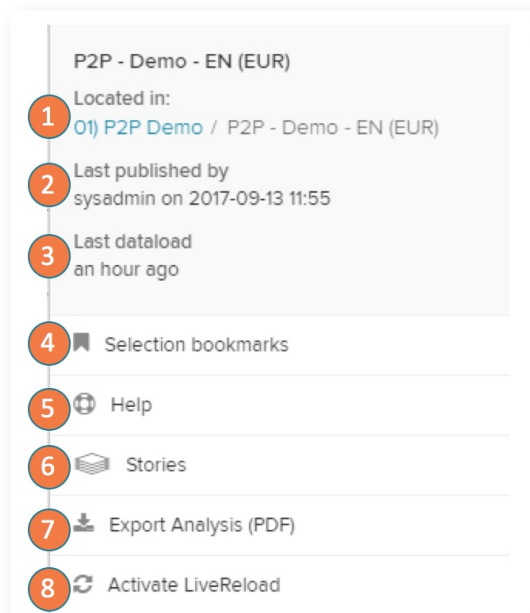 P2P - Demo - EN (EUR)
1 Located in:
01) P2P Demo / P2P - Demo - EN (EUR)
2 Last published by
sysadmin on 2017-09-13 11:55
3 Last dataload
an hour ago
4 Selection bookmarks
5 Help
6 Stories
7 Export Analysis (PDF)
8 Activate LiveReload